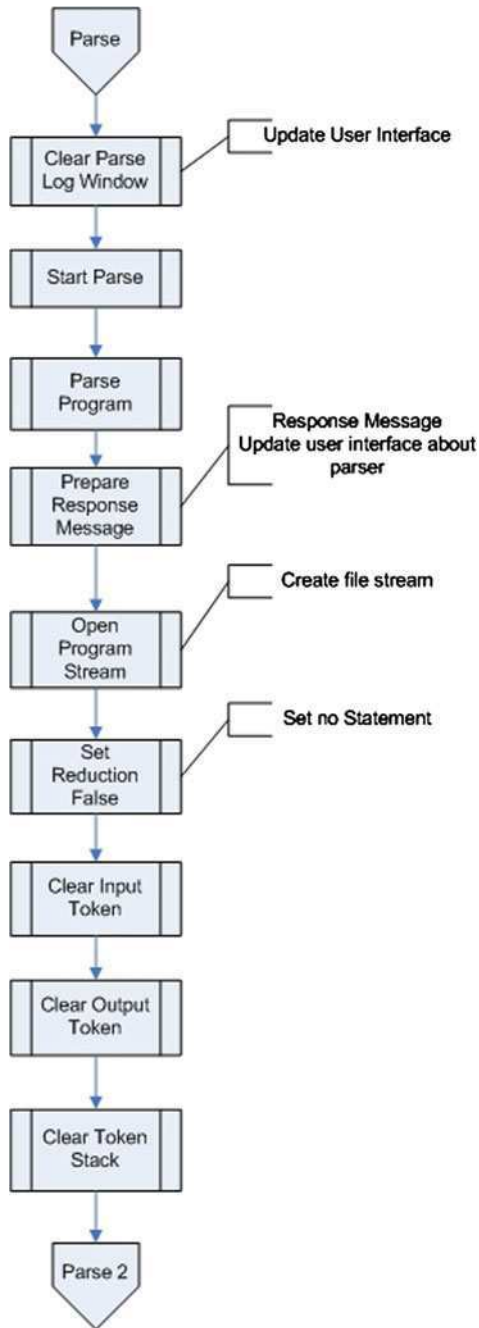 Parse
Clear Parse
Log Window
Update User Interface
Start Parse
Parse
Program
Prepare
Response
Message
Response Message
Update user interface about
parser
Open
Program
Stream
Create file stream
Set
Reduction
False
Set no Statement
Clear Input
Token
Clear Output
Token
Clear Token
Stack
Parse 2